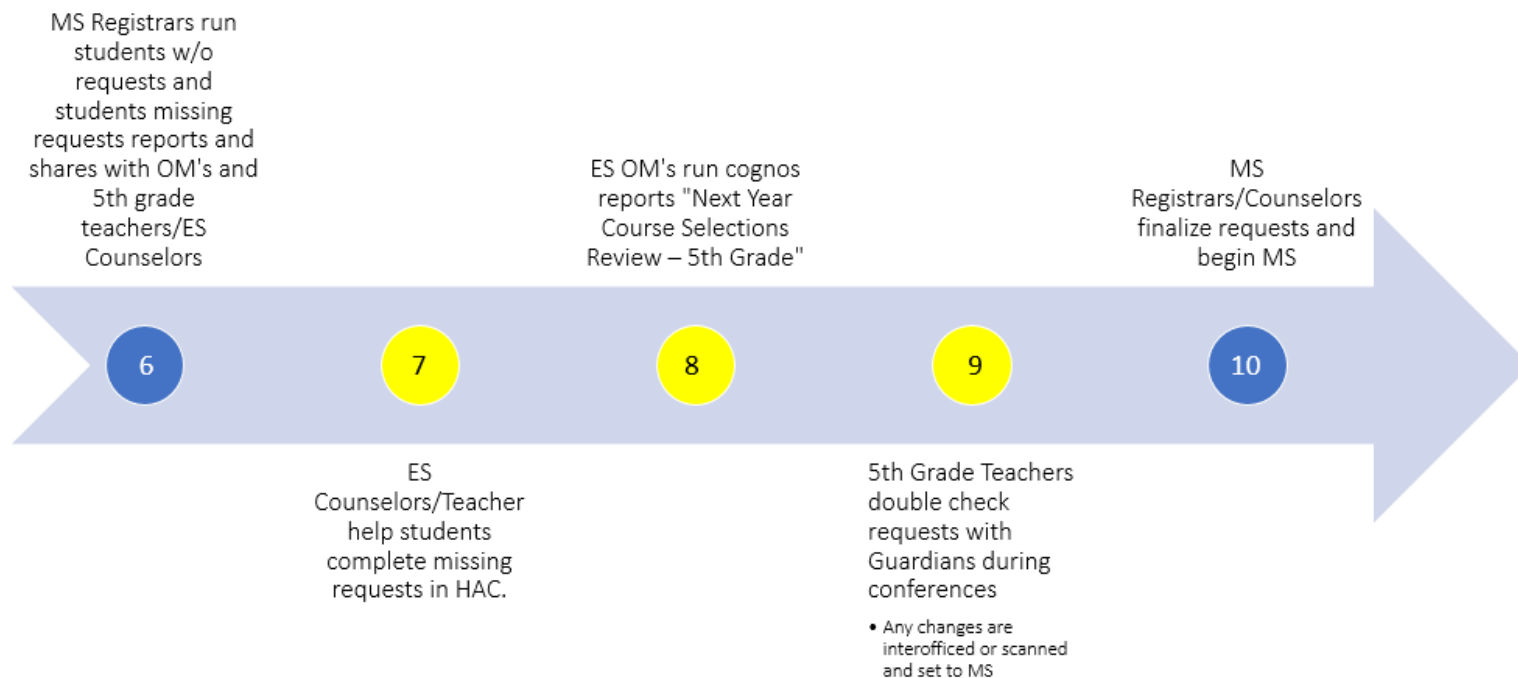 MS Registrars run
students w/o
requests and
students missing
requests reports and
shares with OM's and
5th grade
teachers/ES
Counselors
ES OM's run cognos
reports "Next Year
Course Selections
Review – 5th Grade"
MS
Registrars/Counselors
finalize requests and
begin MS
6
7
8
9
10
ES
Counselors/Teacher
help students
complete missing
requests in HAC.
5th Grade Teachers
double check
requests with
Guardians during
conferences
• Any changes are
interofficed or scanned
and set to MS